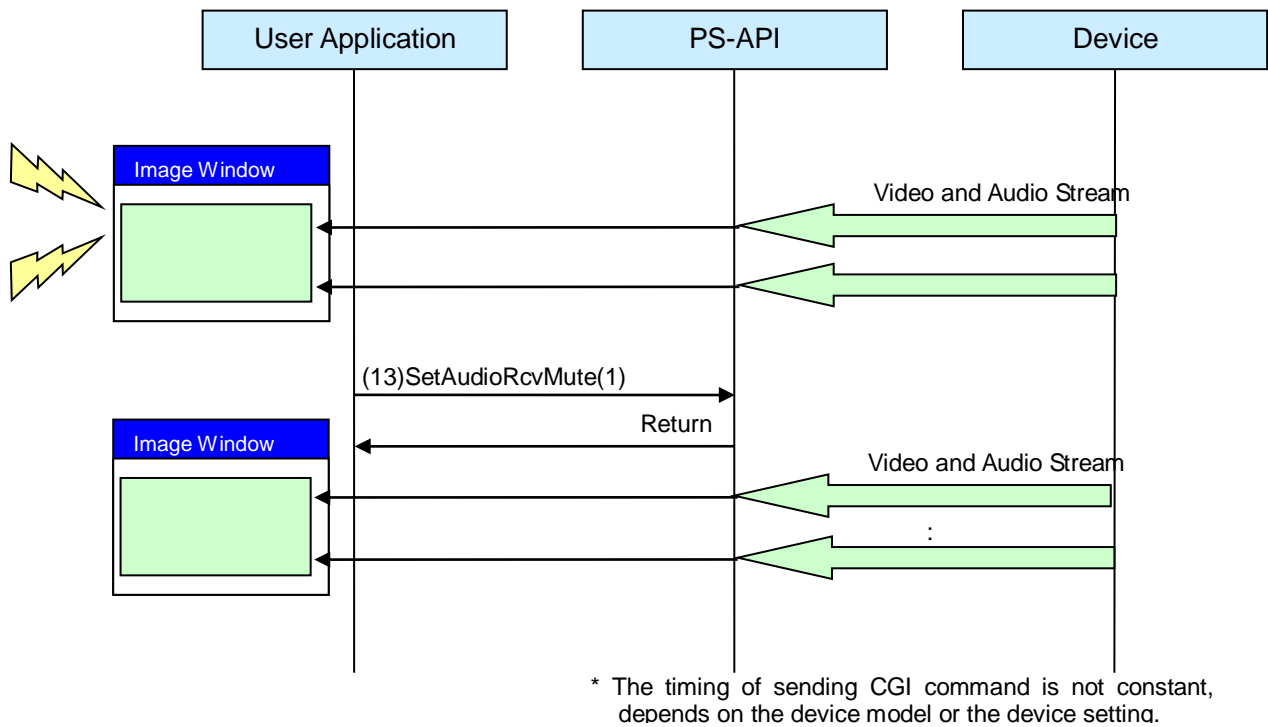 User Application
PS-API
Device
Image Window
Video and Audio Stream
(13)SetAudioRcvMute(1)
Return
Image Window
Video and Audio Stream
:
* The timing of sending CGI command is not constant,
depends on the device model or the device setting.